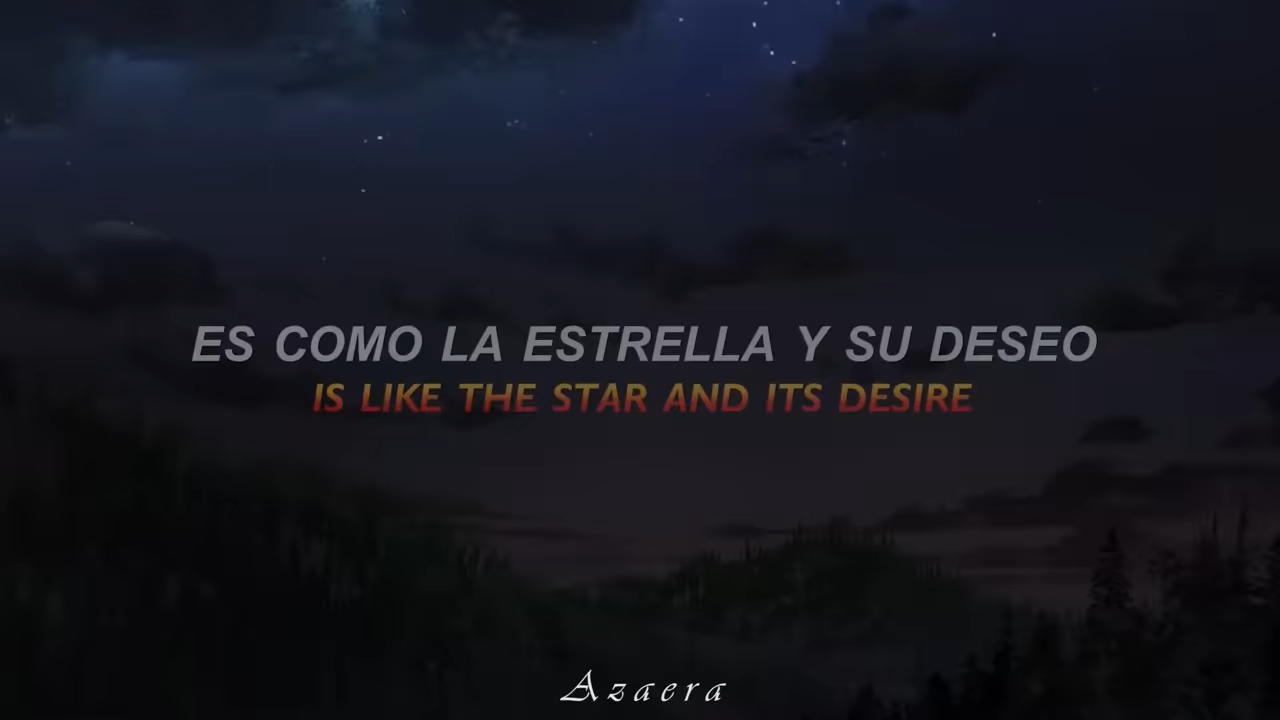 ES COMO LA ESTRELLA Y SU DESEO
IS LIKE THE STAR AND ITS DESIRE
Azaera